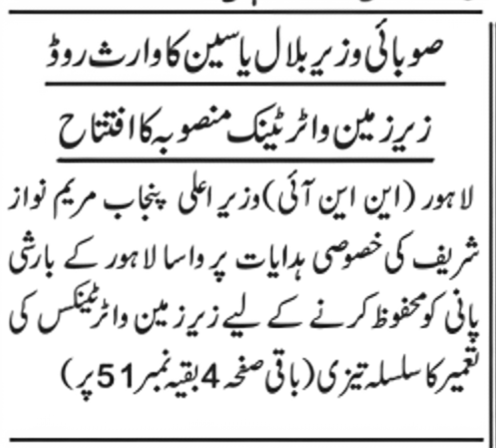 صوبائی وزیر بلال یاسین کا وارث روڈ
زیر زمین واٹر ٹینک منصوبہ کا افتتاح
لاہور (این این آئی) وزیر اعلی پنجاب مریم نواز
شریف کی خصوصی ہدایات پر واسا لاہور کے بارشی
پانی کو محفوظ کرنے کے لیے زیر زمین واٹر ٹینکس کی
تعمیر کا سلسلہ تیزی (باقی صفحہ 4 بقیہ نمبر 51 پر)